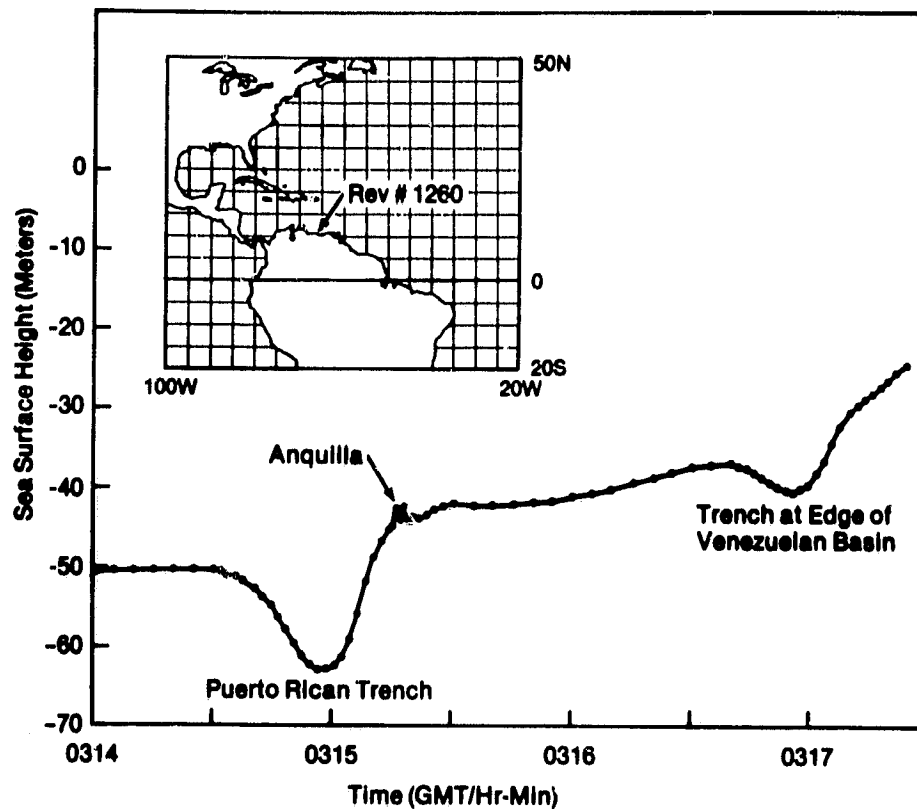 50N
Rev # 1260
0
20S
100W
20W
Sea Surface Height (Meters)
0
-10
-20
-30
-40
-50
-60
-70
Anquilla
Trench at Edge of
Venezuelan Basin
Puerto Rican Trench
0314
0315
0316
0317
Time (GMT/Hr-Min)